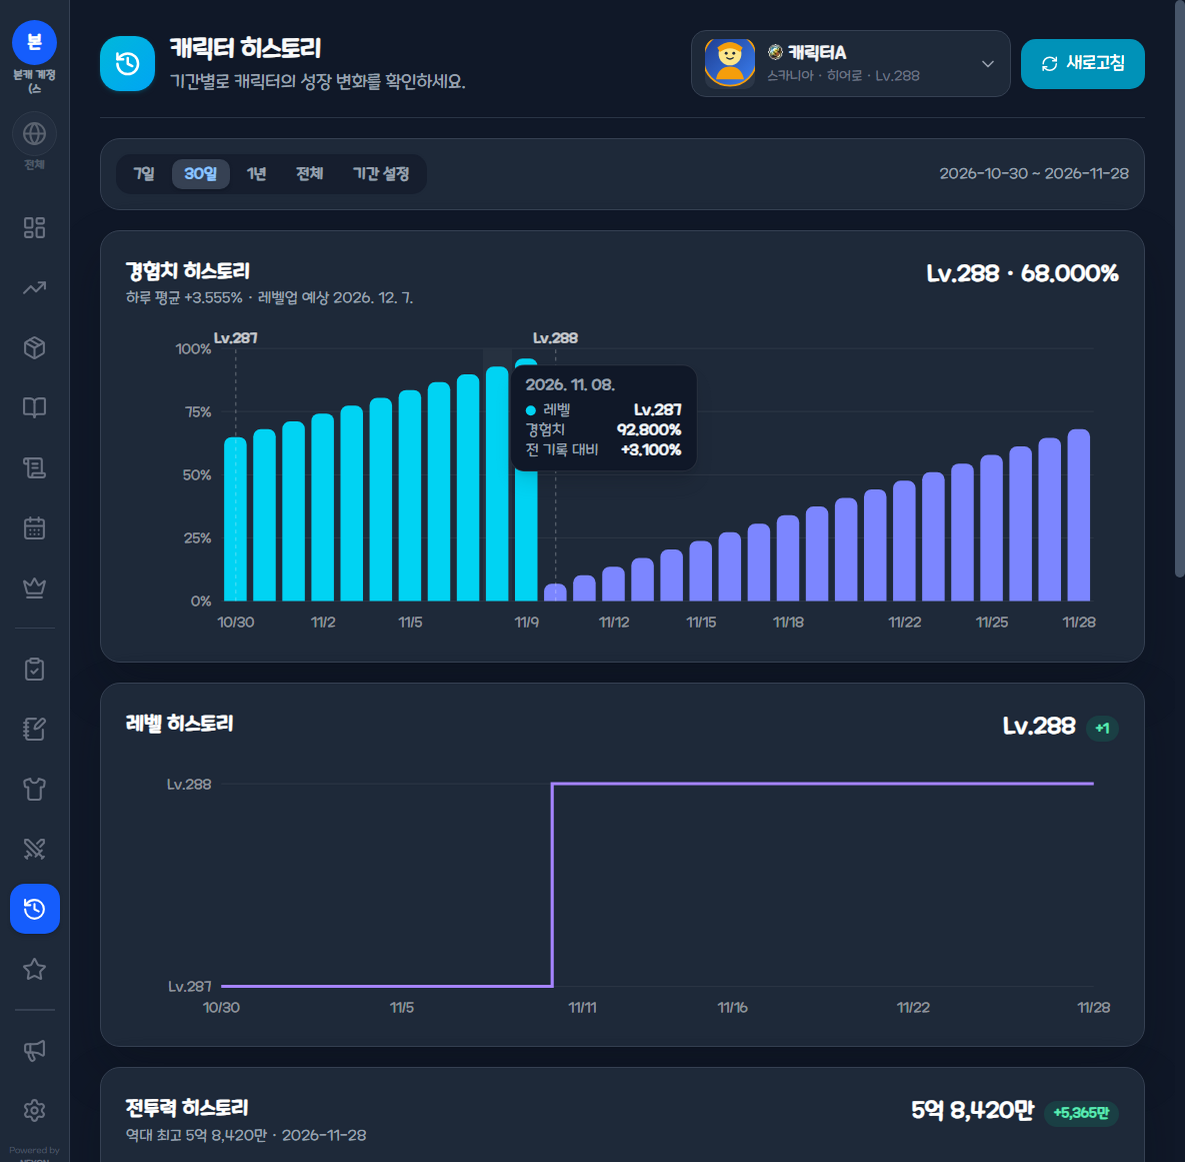 본
본캐 계정
(스
전체
Powered by
캐릭터 히스토리
기간별로 캐릭터의 성장 변화를 확인하세요.
캐릭터A
스카니아 · 히어로 · Lv.288
새로고침
7일 30일 1년 전체 기간 설정
2026-10-30 ~ 2026-11-28
경험치 히스토리
하루 평균 +3.555% · 레벨업 예상 2026. 12. 7.
Lv.288 · 68.000%
Lv.287 Lv.288
100%
75%
50%
25%
0%
2026. 11. 08.
레벨 Lv.287
경험치 92.800%
전 기록 대비 +3.100%
10/30 11/2 11/5 11/9 11/12 11/15 11/18 11/22 11/25 11/28
레벨 히스토리
Lv.288 +1
Lv.288
Lv.287
10/30 11/5 11/11 11/16 11/22 11/28
전투력 히스토리
역대 최고 5억 8,420만 · 2026-11-28
5억 8,420만 +5,365만